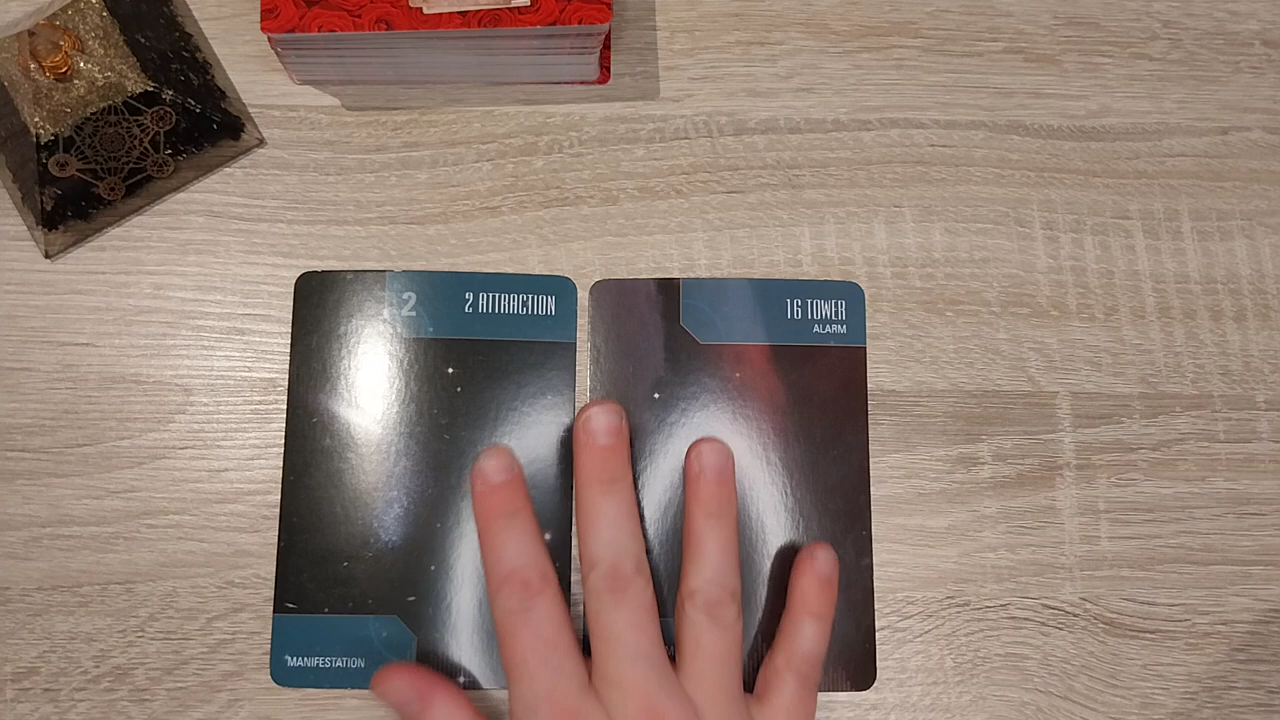 2
2 ATTRACTION
MANIFESTATION
16 TOWER
ALARM